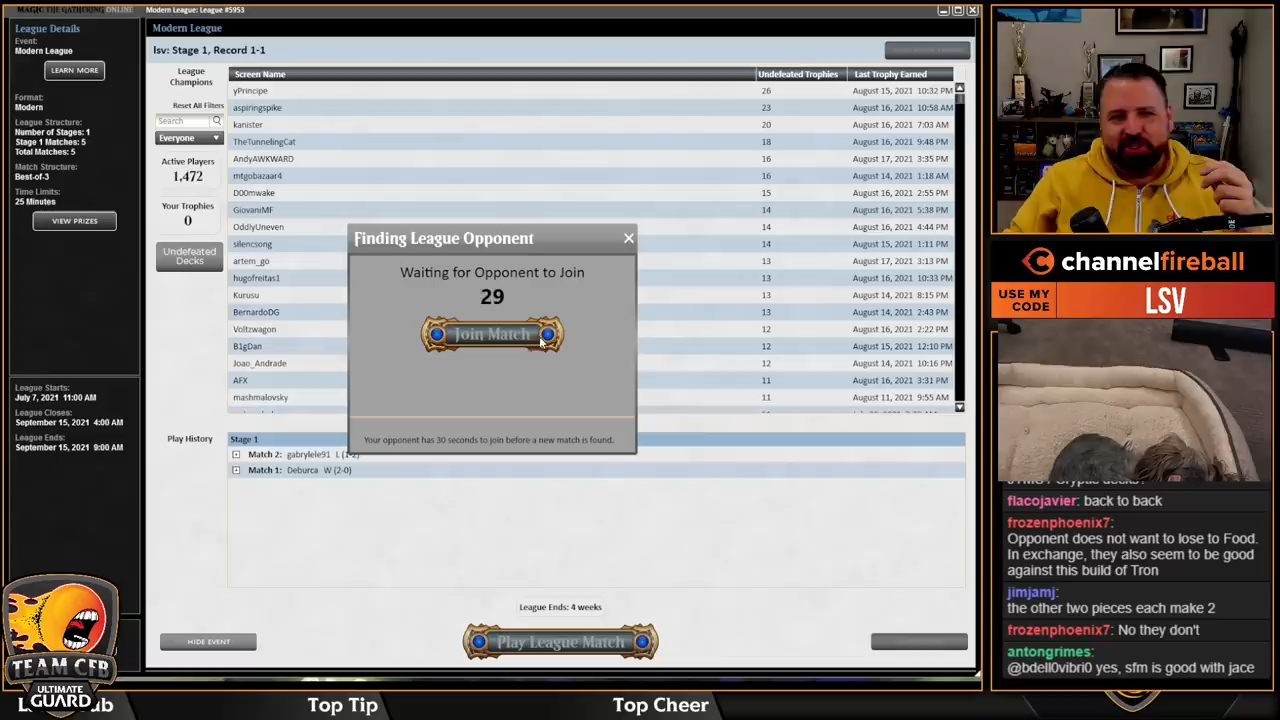 MAGIC THE GATHERING ONLINE
Modern League: League #5953
League Details
Event:
Modern League
LEARN MORE
Format:
Modern
League Structure:
Number of Stages: 1
Stage 1 Matches: 5
Total Matches: 5
Match Structure:
Best-of-3
Time Limits:
25 Minutes
VIEW PRIZES
League Starts:
July 7, 2021 11:00 AM
League Closes:
September 15, 2021 4:00 AM
League Ends:
September 15, 2021 9:00 AM
Modern League
lsv: Stage 1, Record 1-1
League Champions
Reset All Filters
Search
Everyone
Active Players
1,472
Your Trophies
0
Undefeated Decks
Screen Name Undefeated Trophies Last Trophy Earned
yPrincipe 26 August 15, 2021 10:32 PM
aspiringspike 23 August 16, 2021 10:58 AM
kanister 20 August 16, 2021 7:03 AM
TheTunnelingCat 18 August 16, 2021 9:48 PM
AndyAWKWARD 16 August 17, 2021 3:35 PM
mtgobazaar4 16 August 14, 2021 1:18 AM
D00mwake 15 August 16, 2021 2:55 PM
GiovaniMF 14 August 16, 2021 5:38 PM
OddlyUneven 14 August 16, 2021 4:44 PM
silencsong 14 August 15, 2021 1:11 PM
artem_go 13 August 17, 2021 3:13 PM
hugofreitas1 13 August 16, 2021 10:33 PM
Kurusu 13 August 14, 2021 8:15 PM
BernardoDG 13 August 14, 2021 2:43 PM
Voltzwagon 12 August 16, 2021 2:22 PM
B1gDan 12 August 15, 2021 12:10 PM
Joao_Andrade 12 August 14, 2021 10:16 PM
AFX 11 August 16, 2021 3:31 PM
mashmalovsky 11 August 11, 2021 9:55 AM
Finding League Opponent
Waiting for Opponent to Join
29
Join Match
Your opponent has 30 seconds to join before a new match is found.
Play History
Stage 1
Match 2: gabrylele91 L (1-2)
Match 1: Deburca W (2-0)
League Ends: 4 weeks
HIDE EVENT
Play League Match
channelfireball
USE MY CODE
LSV
flacojavier: back to back
frozenphoenix7:
Opponent does not want to lose to Food.
In exchange, they also seem to be good
against this build of Tron
jimjamj:
the other two pieces each make 2
frozenphoenix7: No they don't
antongrimes:
@bdell0vibri0 yes, sfm is good with jace
TEAM CFB
ULTIMATE GUARD
Top Tip
Top Cheer